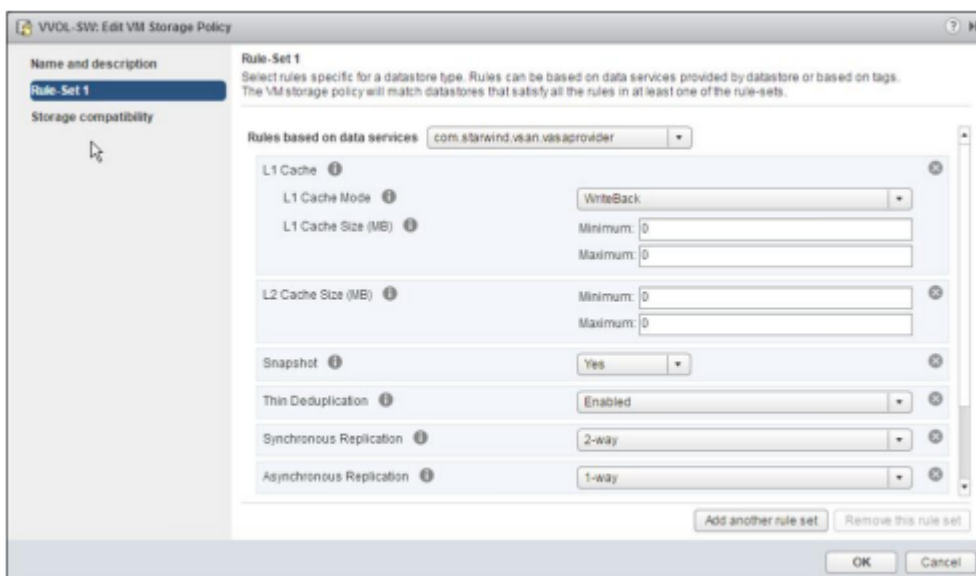 VVOL-SW: Edit VM Storage Policy
Name and description
Rule-Set 1
Storage compatibility
Rule-Set 1
Select rules specific for a datastore type. Rules can be based on data services provided by datastore or based on tags.
The VM storage policy will match datastores that satisfy all the rules in at least one of the rule-sets.
Rules based on data services com.starwind.vsan.vasaprovider
L1 Cache
L1 Cache Mode WriteBack
L1 Cache Size (MB) Minimum: 0
Maximum: 0
L2 Cache Size (MB) Minimum: 0
Maximum: 0
Snapshot Yes
Thin Deduplication Enabled
Synchronous Replication 2-way
Asynchronous Replication 1-way
Add another rule set Remove this rule set
OK Cancel